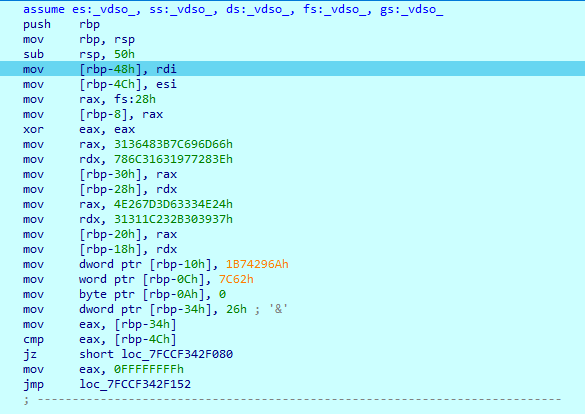 assume es:_vdso_, ss:_vdso_, ds:_vdso_, fs:_vdso_, gs:_vdso_
push rbp
mov rbp, rsp
sub rsp, 50h
mov [rbp-48h], rdi
mov [rbp-4Ch], esi
mov rax, fs:28h
mov [rbp-8], rax
xor eax, eax
mov rax, 3136483B7C696D66h
mov rdx, 786C31631977283Eh
mov [rbp-30h], rax
mov [rbp-28h], rdx
mov rax, 4E267D3D63334E24h
mov rdx, 31311C232B303937h
mov [rbp-20h], rax
mov [rbp-18h], rdx
mov dword ptr [rbp-10h], 1B74296Ah
mov word ptr [rbp-0Ch], 7C62h
mov byte ptr [rbp-0Ah], 0
mov dword ptr [rbp-34h], 26h ; '&'
mov eax, [rbp-34h]
cmp eax, [rbp-4Ch]
jz short loc_7FCCF342F080
mov eax, 0FFFFFFFFh
jmp loc_7FCCF342F152
; ---------------------------------------------------------------------------